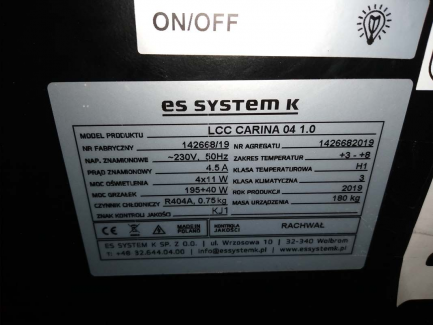 ON/OFF
ES SYSTEM K
MODEL PRODUKTU LCC CARINA 04 1.0
NR FABRYCZNY 142668/19 NR AGREGATU 1426682019
NAP. ZNAMIONOWE ~230V, 50Hz ZAKRES TEMPERATUR +3 - +8
PRĄD ZNAMIONOWY 4.5 A KLASA TEMPERATUROWA H1
MOC OŚWIETLENIA 4x11 W KLASA KLIMATYCZNA 3
MOC GRZAŁEK 195+40 W ROK PRODUKCJI 2019
CZYNNIK CHŁODNICZY R404A, 0.75 kg MASA URZĄDZENIA 180 kg
ZNAK KONTROLI JAKOŚCI KJ1
CE MADE IN POLAND KONTROLA JAKOŚCI RACHWAŁ
ES SYSTEM K SP. Z O.O. | ul. Wrzosowa 10 | 32-340 Wolbrom
T: +48 32.644.04.00 | info@essystemk.pl | essystemk.pl